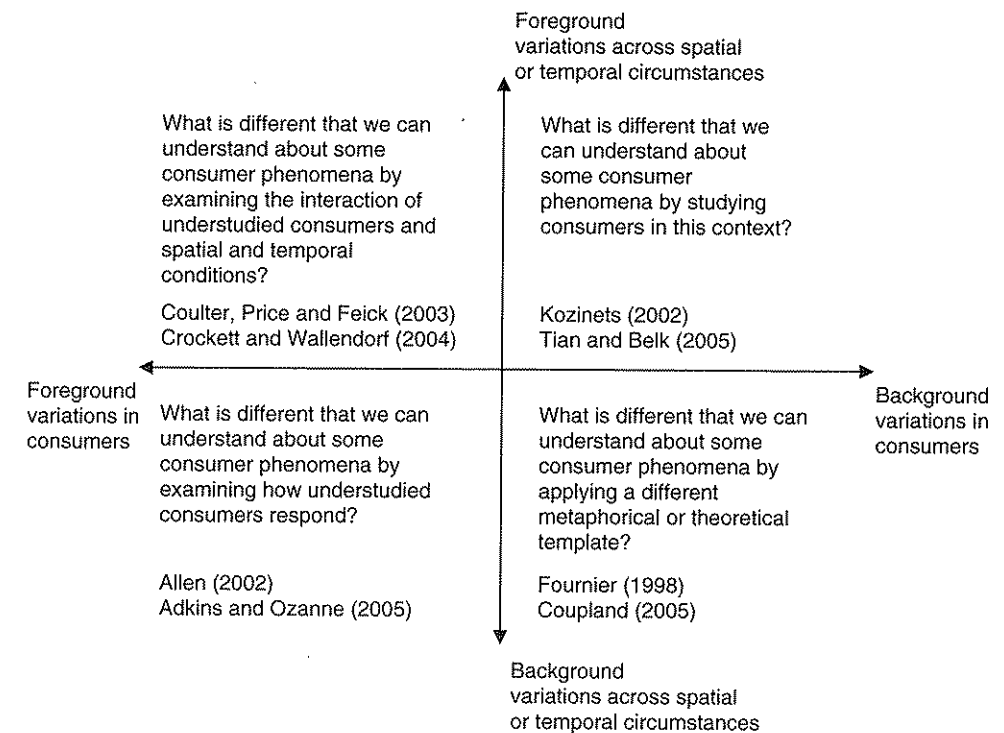 Foreground
variations across spatial
or temporal circumstances
What is different that we can
understand about some
consumer phenomena by
examining the interaction of
understudied consumers and
spatial and temporal
conditions?
Coulter, Price and Feick (2003)
Crockett and Wallendorf (2004)
What is different that we
can understand about
some consumer
phenomena by studying
consumers in this context?
Kozinets (2002)
Tian and Belk (2005)
Foreground
variations in
consumers
Background
variations in
consumers
What is different that we can
understand about some
consumer phenomena by
examining how understudied
consumers respond?
Allen (2002)
Adkins and Ozanne (2005)
What is different that we can
understand about some
consumer phenomena by
applying a different
metaphorical or theoretical
template?
Fournier (1998)
Coupland (2005)
Background
variations across spatial
or temporal circumstances